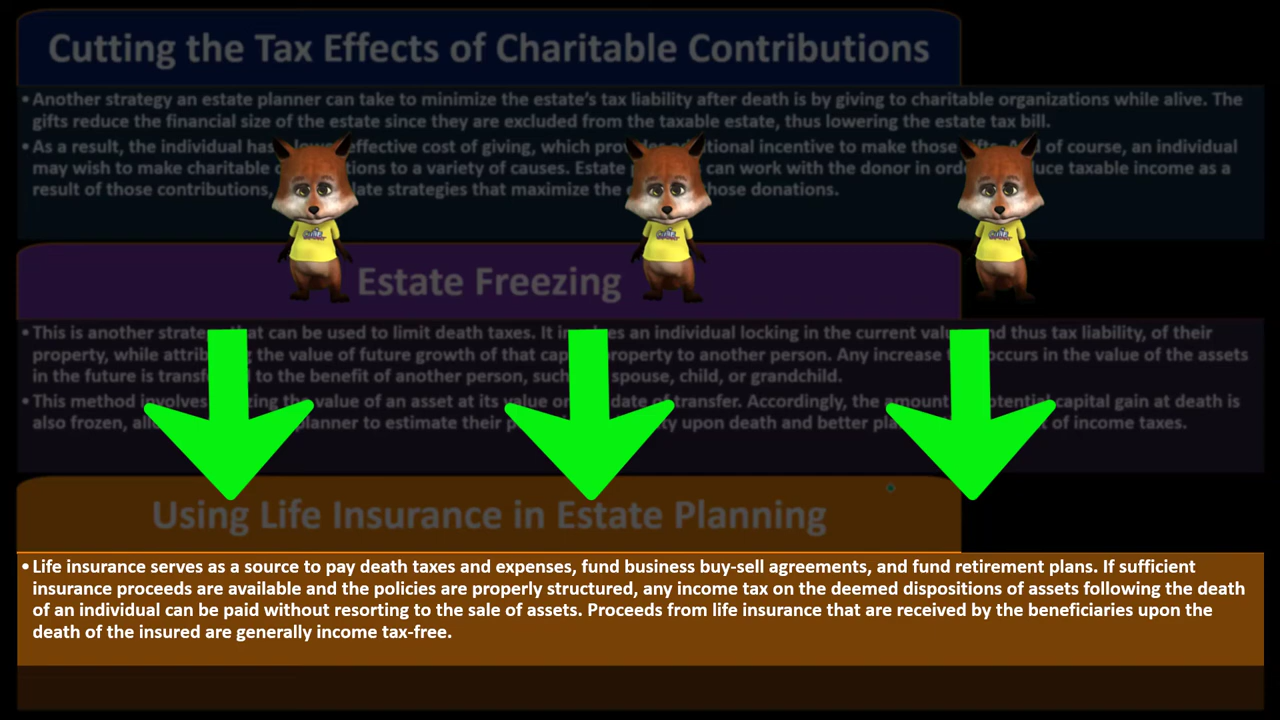 Cutting the Tax Effects of Charitable Contributions
• Another strategy an estate planner can take to minimize the estate's tax liability after death is by giving to charitable organizations while alive. The
gifts reduce the financial size of the estate since they are excluded from the taxable estate, thus lowering the estate tax bill.
• As a result, the individual has effective cost of giving, which incentive to make those of course, an individual
may wish to make charitable to a variety of causes. Estate can work with the donor in taxable income as a
result of those contributions, strategies that maximize the those donations.
Estate Freezing
• This is another that can be used to limit death taxes. It an individual locking in the current thus tax liability, of their
property, while the value of future growth of that property to another person. Any increase occurs in the value of the assets
in the future is to the benefit of another person, such spouse, child, or grandchild.
• This method involves the value of an asset at its value date of transfer. Accordingly, the capital gain at death is
also frozen, planner to estimate their upon death and better of income taxes.
Using Life Insurance in Estate Planning
• Life insurance serves as a source to pay death taxes and expenses, fund business buy-sell agreements, and fund retirement plans. If sufficient
insurance proceeds are available and the policies are properly structured, any income tax on the deemed dispositions of assets following the death
of an individual can be paid without resorting to the sale of assets. Proceeds from life insurance that are received by the beneficiaries upon the
death of the insured are generally income tax-free.